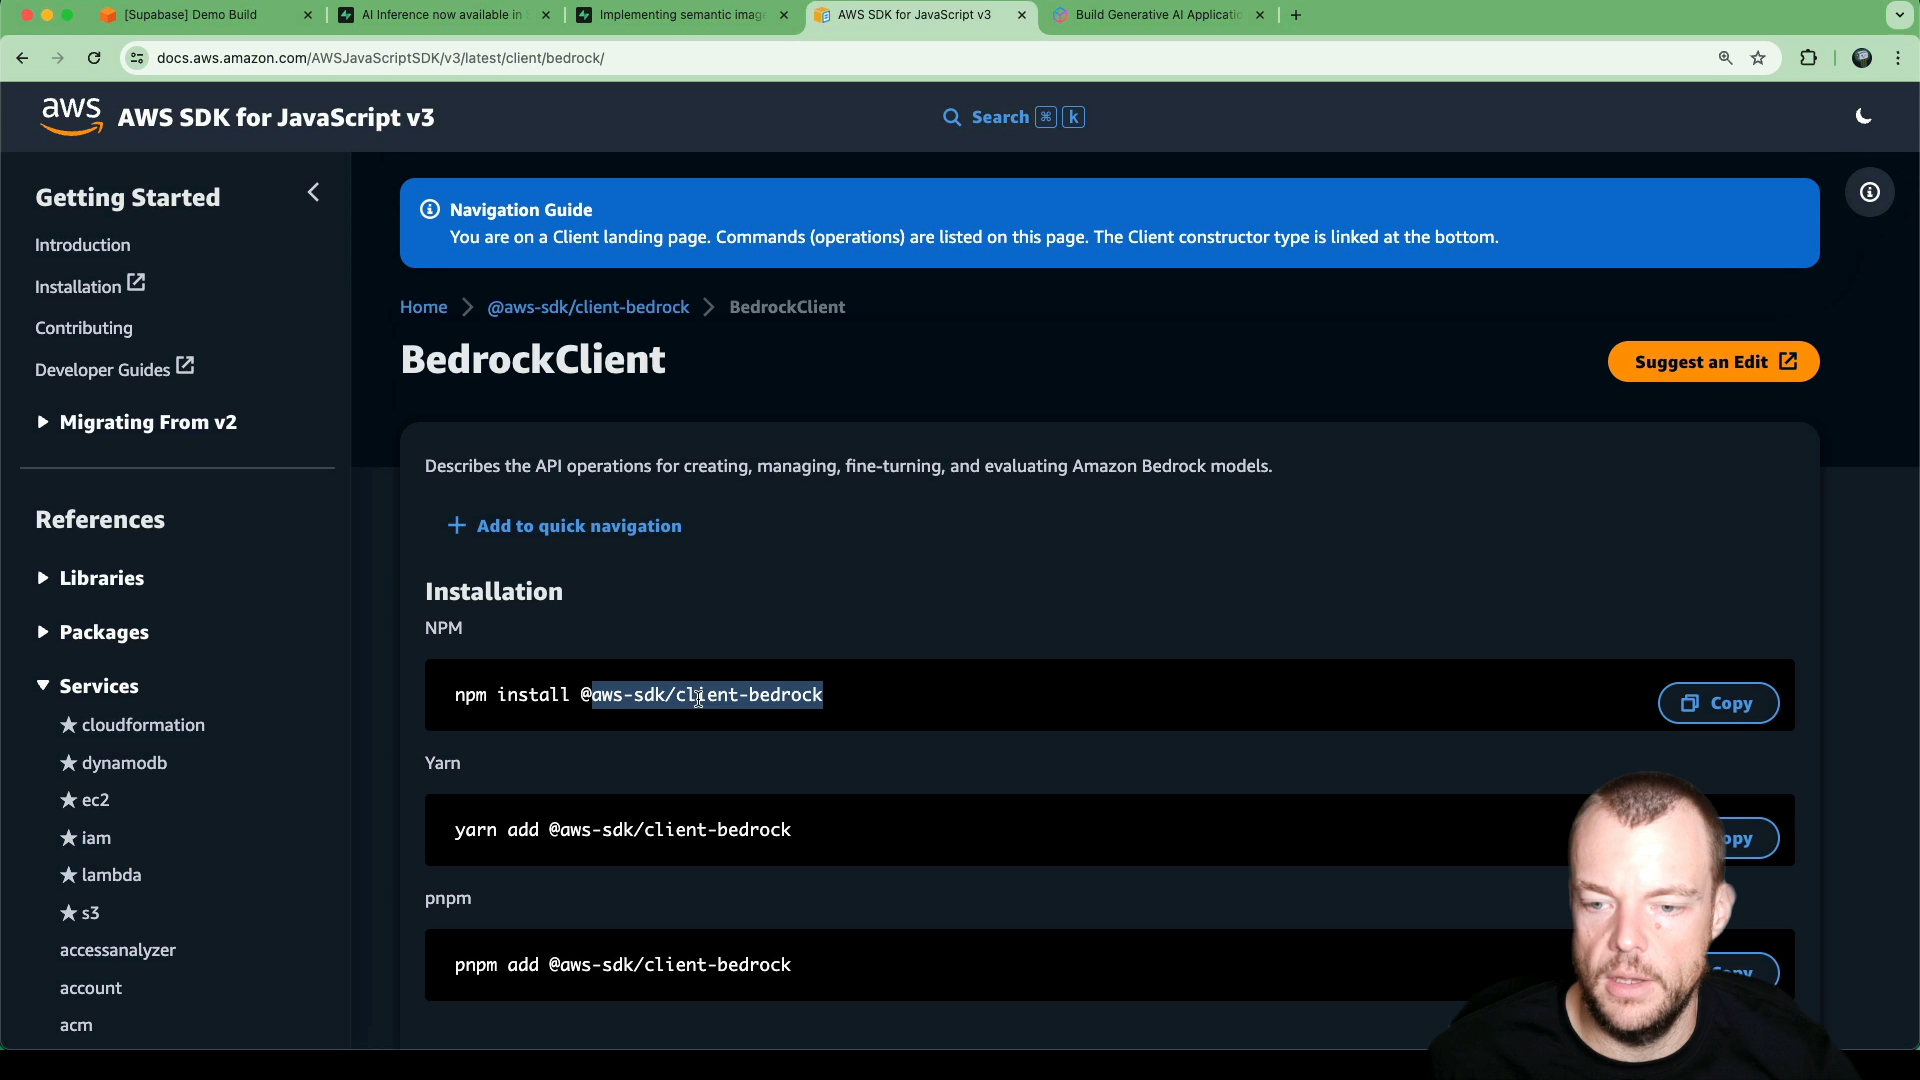 [Supabase] Demo Build
AI Inference now available in
Implementing semantic image
AWS SDK for JavaScript v3
Build Generative AI Applicatic
docs.aws.amazon.com/AWSJavaScriptSDK/v3/latest/client/bedrock/
aws
AWS SDK for JavaScript v3
Search ⌘ k
Getting Started
Introduction
Installation
Contributing
Developer Guides
Migrating From v2
References
Libraries
Packages
Services
cloudformation
dynamodb
ec2
iam
lambda
s3
accessanalyzer
account
acm
Navigation Guide
You are on a Client landing page. Commands (operations) are listed on this page. The Client constructor type is linked at the bottom.
Home > @aws-sdk/client-bedrock > BedrockClient
BedrockClient
Suggest an Edit
Describes the API operations for creating, managing, fine-turning, and evaluating Amazon Bedrock models.
+ Add to quick navigation
Installation
NPM
npm install @aws-sdk/client-bedrock
Copy
Yarn
yarn add @aws-sdk/client-bedrock
opy
pnpm
pnpm add @aws-sdk/client-bedrock
Copy